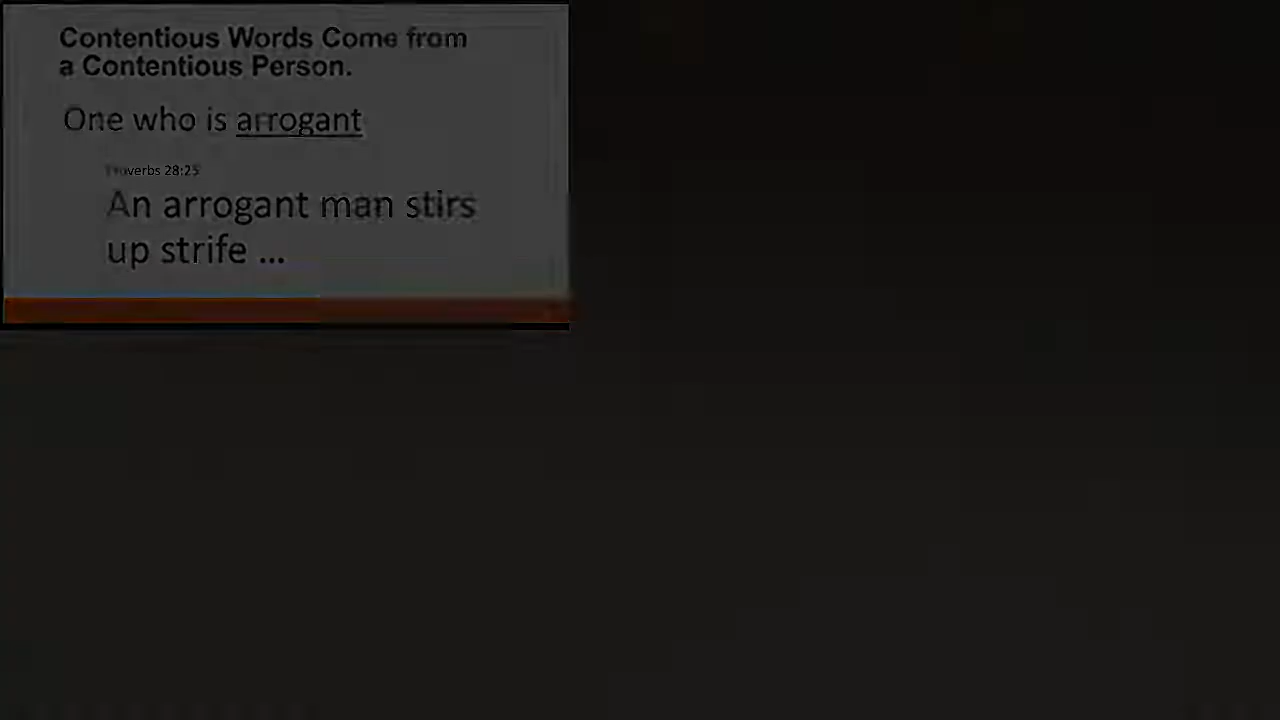 Contentious Words Come from
a Contentious Person.
One who is arrogant
Proverbs 28:25
An arrogant man stirs
up strife ...